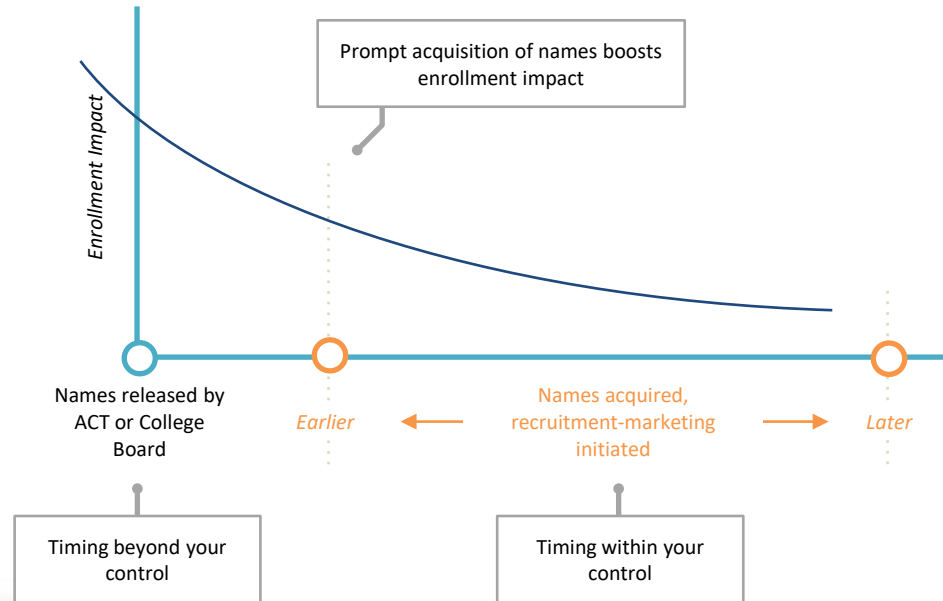 Prompt acquisition of names boosts
enrollment impact
Enrollment Impact
Names released by
ACT or College
Board
Earlier
Names acquired,
recruitment-marketing
initiated
Later
Timing beyond your
control
Timing within your
control